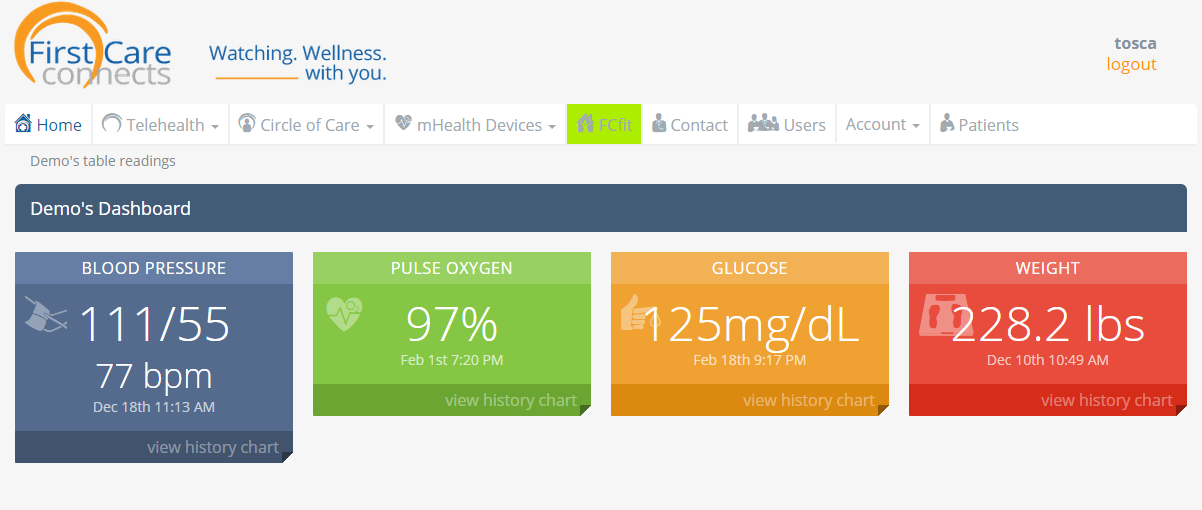 First Care
connects
Watching. Wellness.
with you.
tosca
logout
Home Telehealth Circle of Care mHealth Devices FCfit Contact Users Account Patients
Demo's table readings
Demo's Dashboard
BLOOD PRESSURE
111/55
77 bpm
Dec 18th 11:13 AM
view history chart
PULSE OXYGEN
97%
Feb 1st 7:20 PM
view history chart
GLUCOSE
125mg/dL
Feb 18th 9:17 PM
view history chart
WEIGHT
228.2 lbs
Dec 10th 10:49 AM
view history chart